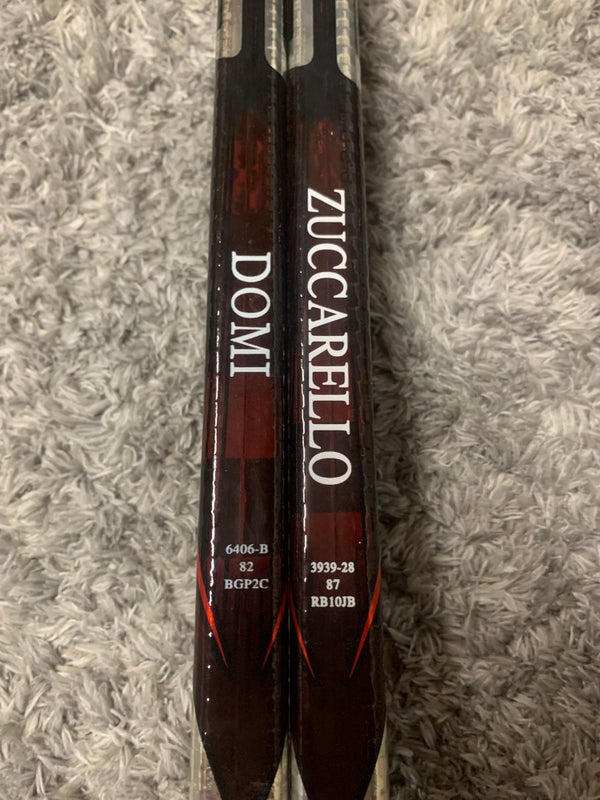 DOMI
6406-B
82
BGP2C
ZUCCARELLO
3939-28
87
RB10JB